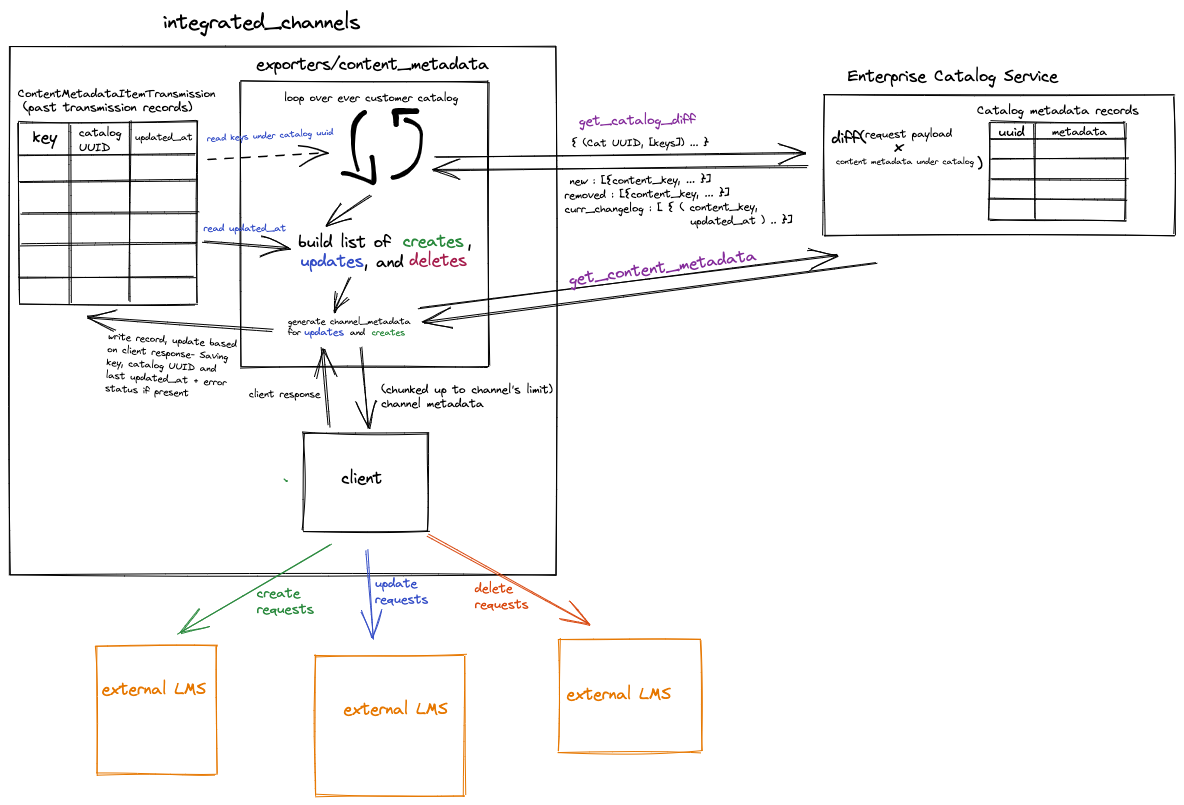 integrated_channels
exporters/content_metadata
ContentMetadataItemTransmission
(past transmission records)
key
catalog
UUID
updated_at
loop over ever customer catalog
read keys under catalog uuid
read updated_at
build list of creates,
updates, and deletes
generate channel_metadata
for updates and creates
write record, update based
on client response- Saving
key, catalog UUID and
last updated_at + error
status if present
client response
(chunked up to channel's limit)
channel metadata
client
get_catalog_diff
{ (Cat UUID, [keys]) ... }
new : [{content_key, ... }]
removed : [{content_key, ... }]
curr_changelog : [ { ( content_key,
updated_at ) .. }]
get_content_metadata
Enterprise Catalog Service
Catalog metadata records
diff(request payload
x
content metadata under catalog )
uuid
metadata
create
requests
update
requests
delete
requests
external LMS
external LMS
external LMS